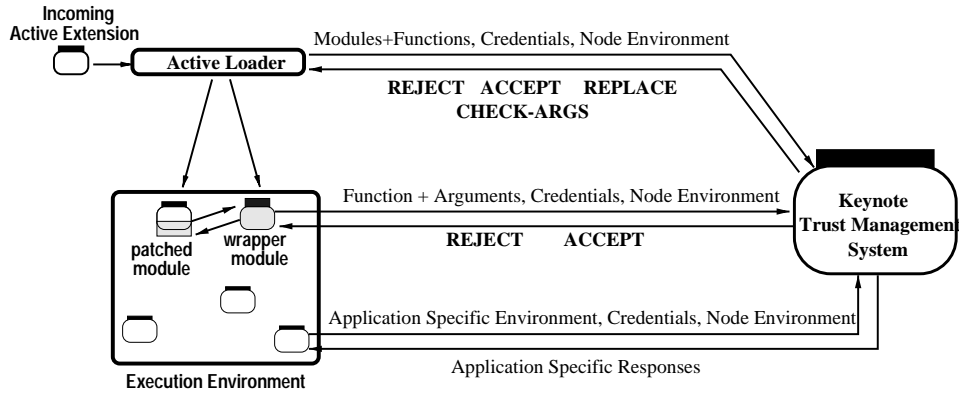 Incoming
Active Extension
Active Loader
Modules+Functions, Credentials, Node Environment
REJECT ACCEPT REPLACE
CHECK-ARGS
Function + Arguments, Credentials, Node Environment
REJECT ACCEPT
Keynote
Trust Management
System
patched
module
wrapper
module
Application Specific Environment, Credentials, Node Environment
Application Specific Responses
Execution Environment